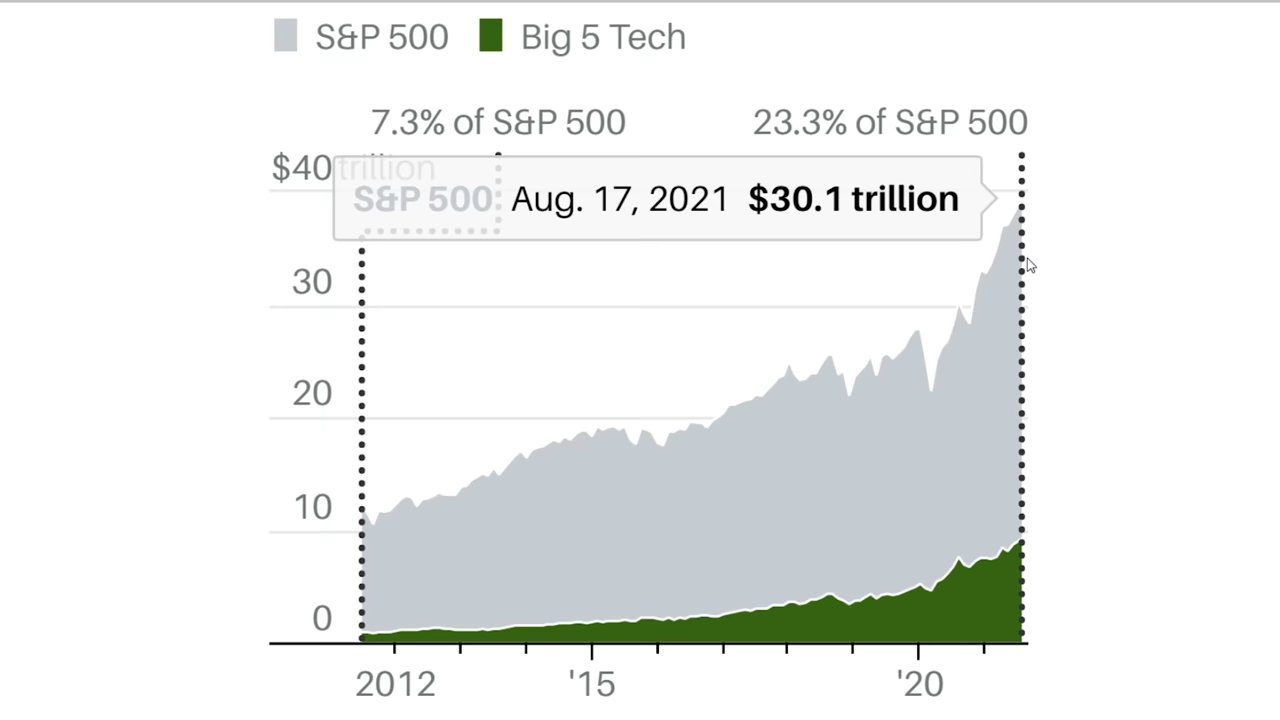 S&P 500 Big 5 Tech
7.3% of S&P 500 23.3% of S&P 500
$40 trillion
S&P 500 Aug. 17, 2021 $30.1 trillion
30
20
10
0
2012 '15 '20